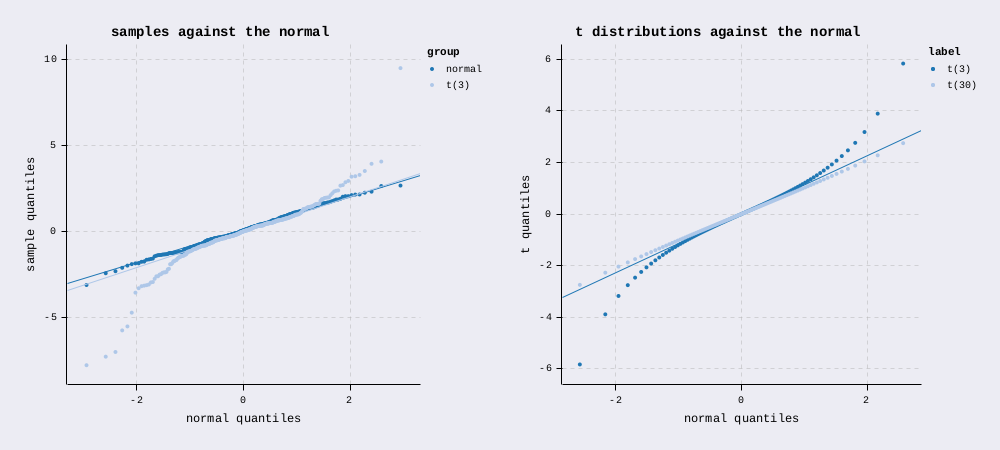 samples against the normal
10
5
0
-5
-2
0
2
sample quantiles
normal quantiles
group
normal
t(3)
t distributions against the normal
6
4
2
0
-2
-4
-6
-2
0
2
t quantiles
normal quantiles
label
t(3)
t(30)